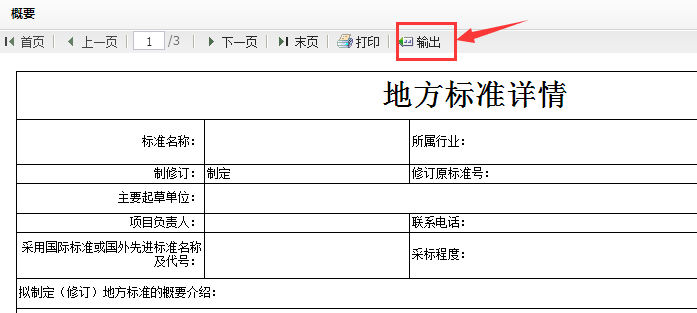 概要
首页 上一页 1 /3 下一页 末页 打印 输出
地方标准详情
标准名称： 所属行业：
制修订： 制定 修订原标准号：
主要起草单位：
项目负责人： 联系电话：
采用国际标准或国外先进标准名称
及代号： 采标程度：
拟制定（修订）地方标准的概要介绍：